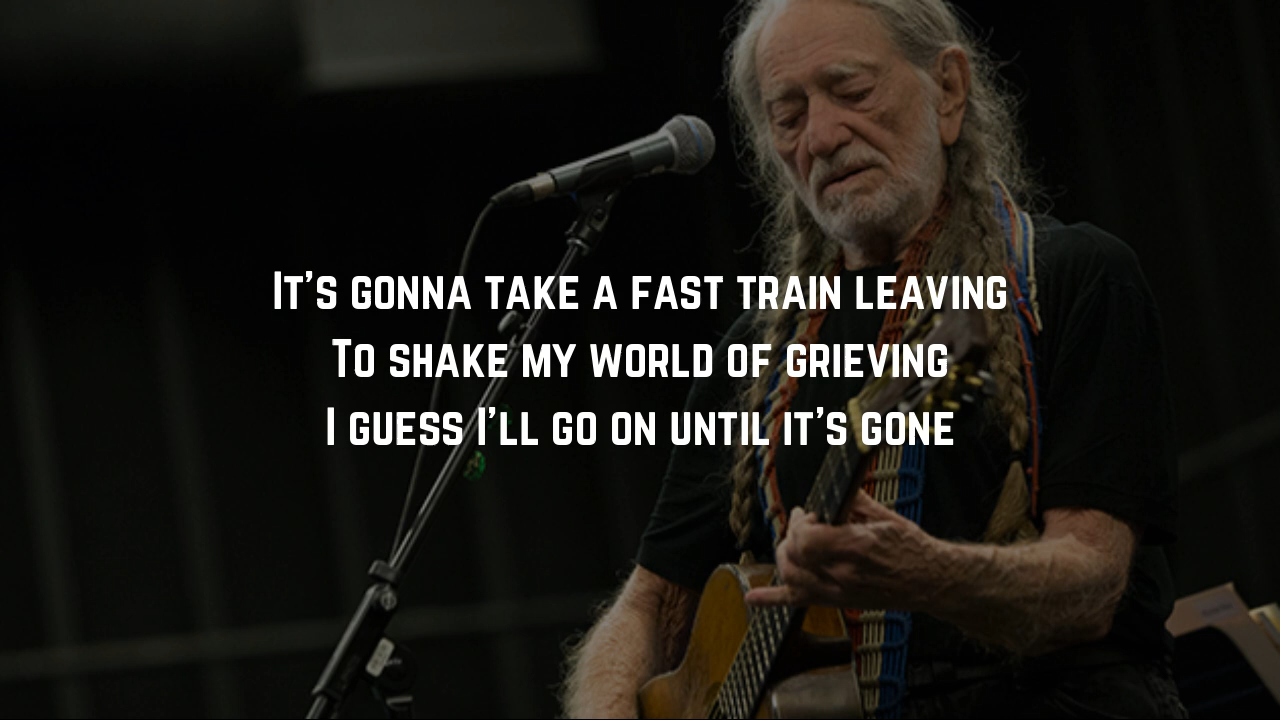 It's gonna take a fast train leaving
To shake my world of grieving
I guess I'll go on until it's gone